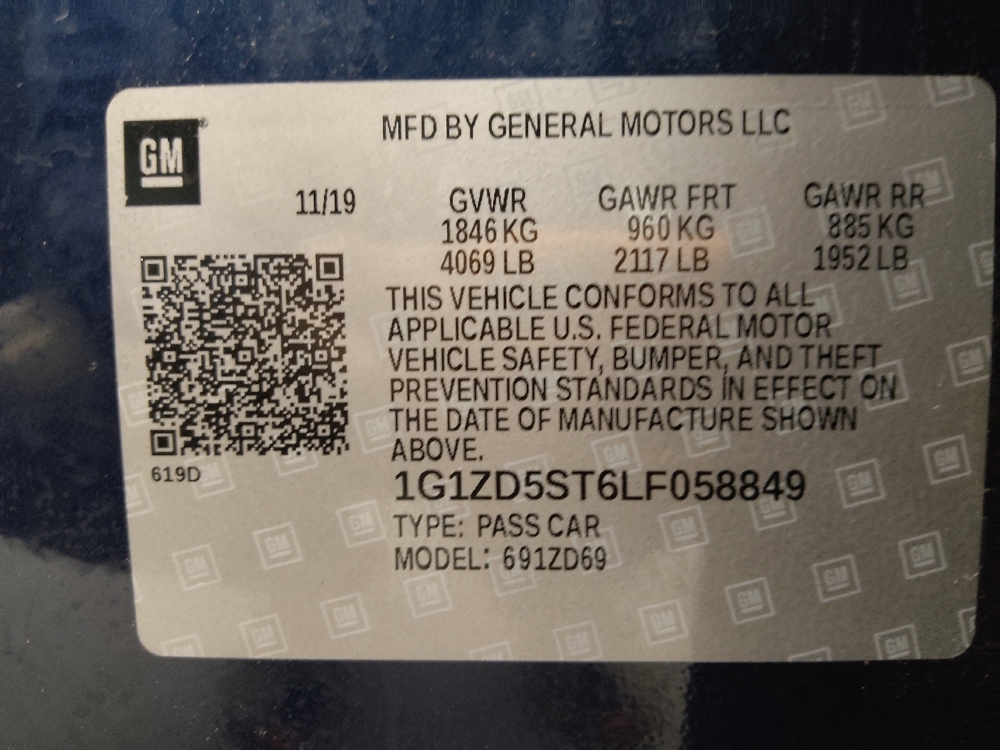 GM
MFD BY GENERAL MOTORS LLC
11/19
GVWR GAWR FRT GAWR RR
1846 KG 960 KG 885 KG
4069 LB 2117 LB 1952 LB
THIS VEHICLE CONFORMS TO ALL
APPLICABLE U.S. FEDERAL MOTOR
VEHICLE SAFETY, BUMPER, AND THEFT
PREVENTION STANDARDS IN EFFECT ON
THE DATE OF MANUFACTURE SHOWN
ABOVE.
619D
1G1ZD5ST6LF058849
TYPE: PASS CAR
MODEL: 691ZD69